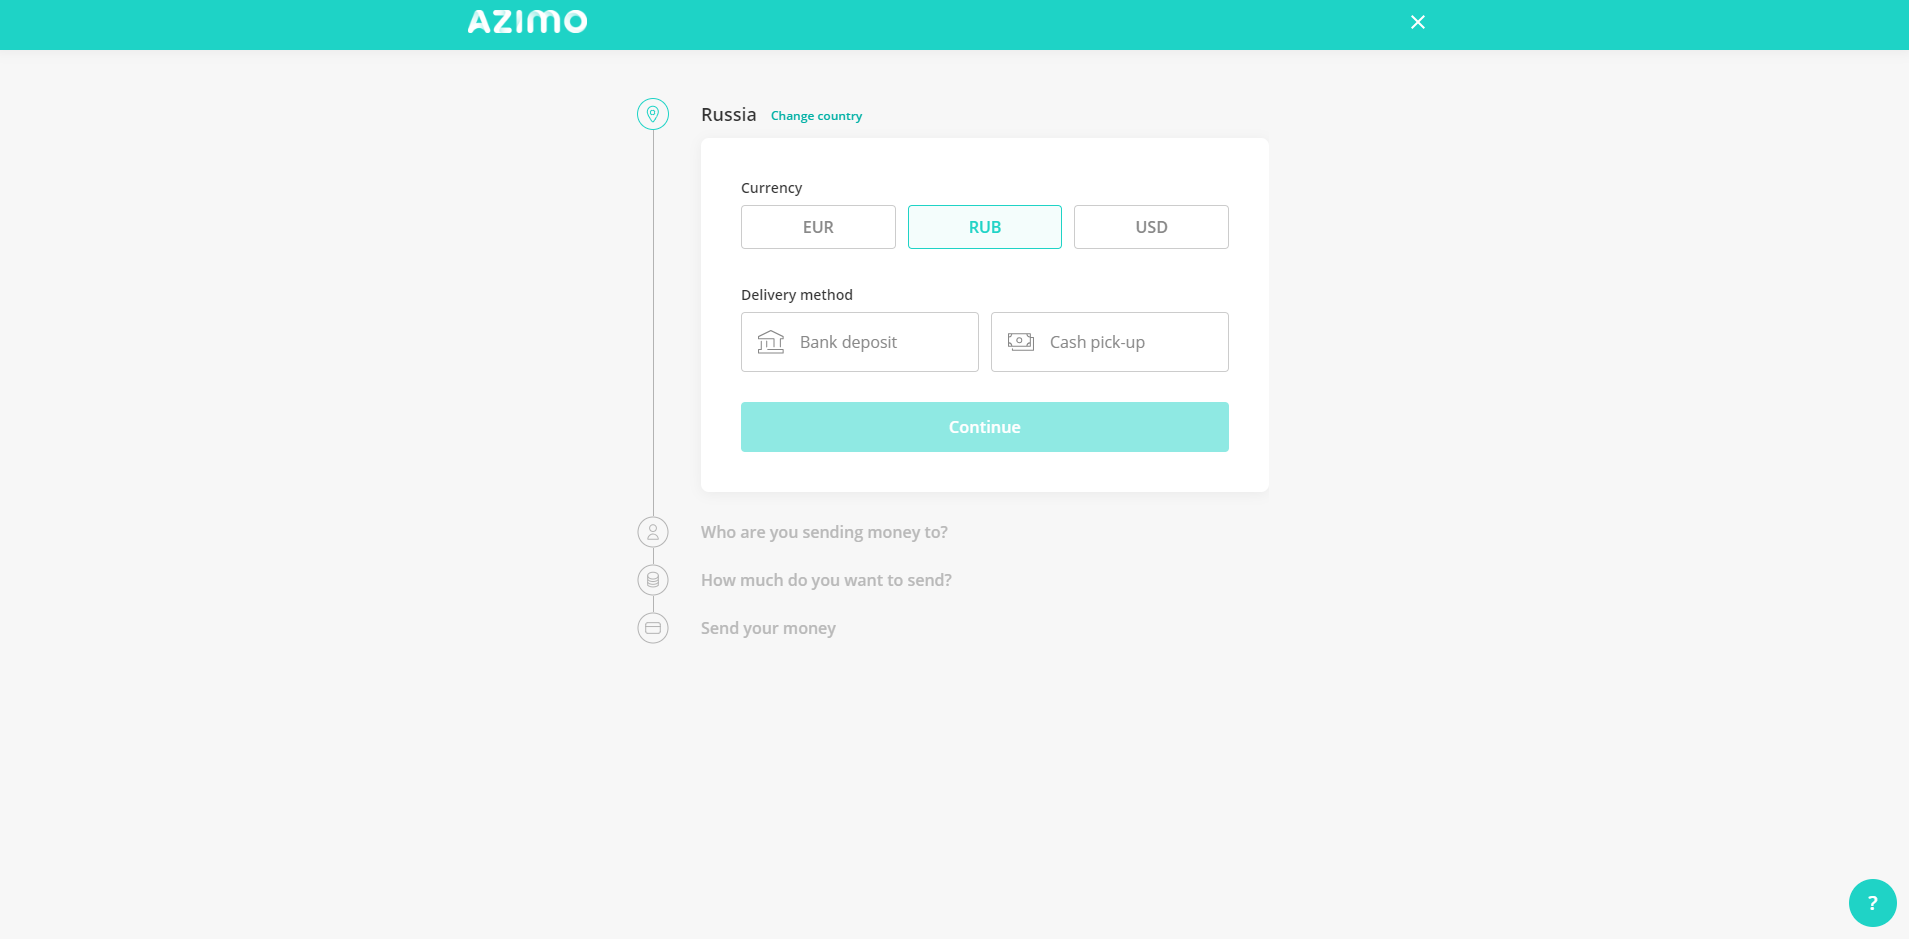 AZIMO
Russia Change country
Currency
EUR RUB USD
Delivery method
Bank deposit Cash pick-up
Continue
Who are you sending money to?
How much do you want to send?
Send your money
?